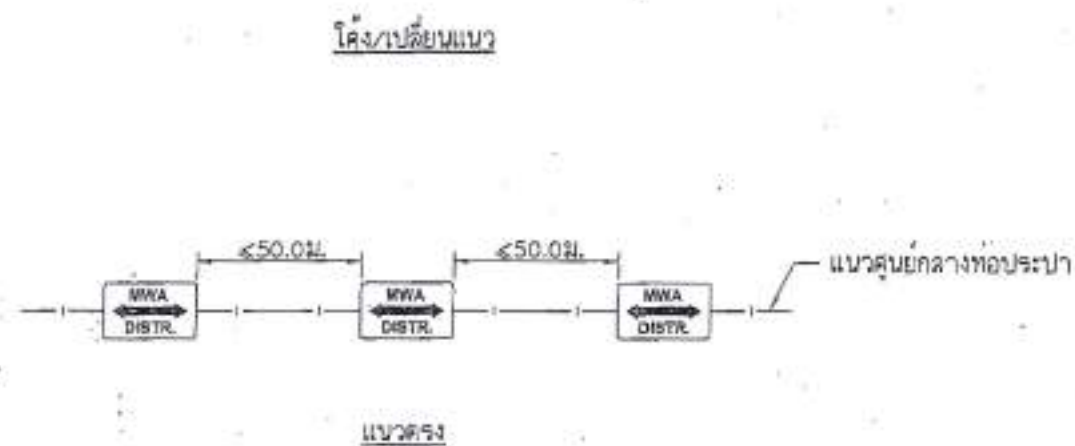 โค้ง/เปลี่ยนแนว
≤50.0ม. ≤50.0ม.
แนวศูนย์กลางท่อประปา
MWA MWA MWA
DISTR. DISTR. DISTR.
แนวตรง